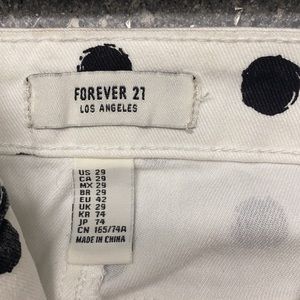 FOREVER 21
LOS ANGELES
US 29
CA 29
MX 29
BR 29
EU 42
UK 29
KR 74
JP 74
CN 165/74A
MADE IN CHINA